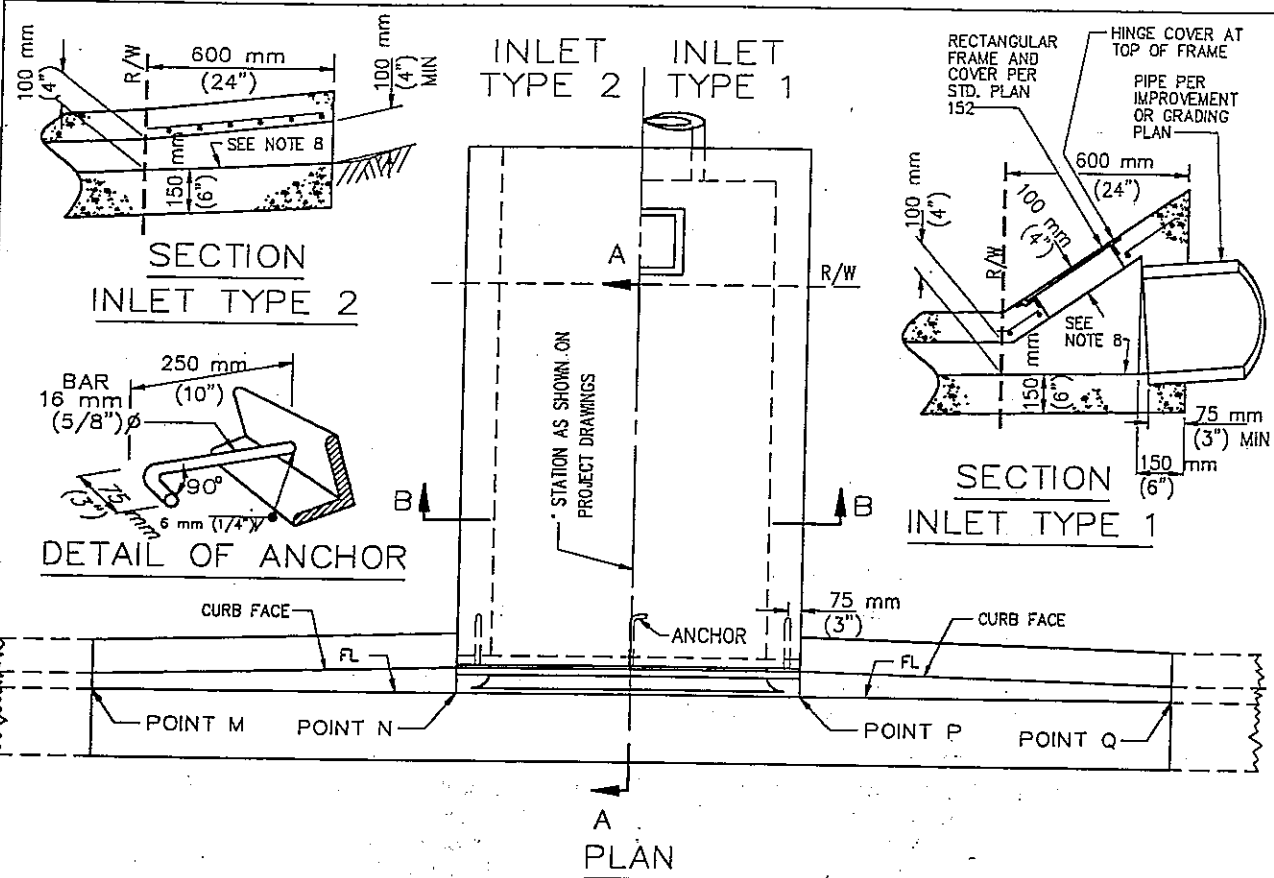 100 mm
(4")
R/W
600 mm
(24")
100 mm
(4")
MIN
SEE NOTE 8
150 mm
(6")
SECTION
INLET TYPE 2
INLET
TYPE 2
INLET
TYPE 1
RECTANGULAR
FRAME AND
COVER PER
STD. PLAN
152
HINGE COVER AT
TOP OF FRAME
PIPE PER
IMPROVEMENT
OR GRADING
PLAN
600 mm
(24")
100 mm
(4")
100 mm
(4")
R/W
SEE
NOTE 8
150 mm
(6")
75 mm
(3") MIN
150 mm
(6")
SECTION
INLET TYPE 1
A
R/W
BAR
16 mm
(5/8")ø
250 mm
(10")
90°
75 mm
(3")
6 mm (1/4")
DETAIL OF ANCHOR
B
B
STATION AS SHOWN ON
PROJECT DRAWINGS
75 mm
(3")
ANCHOR
CURB FACE
CURB FACE
FL
FL
POINT M
POINT N
POINT P
POINT Q
A
PLAN